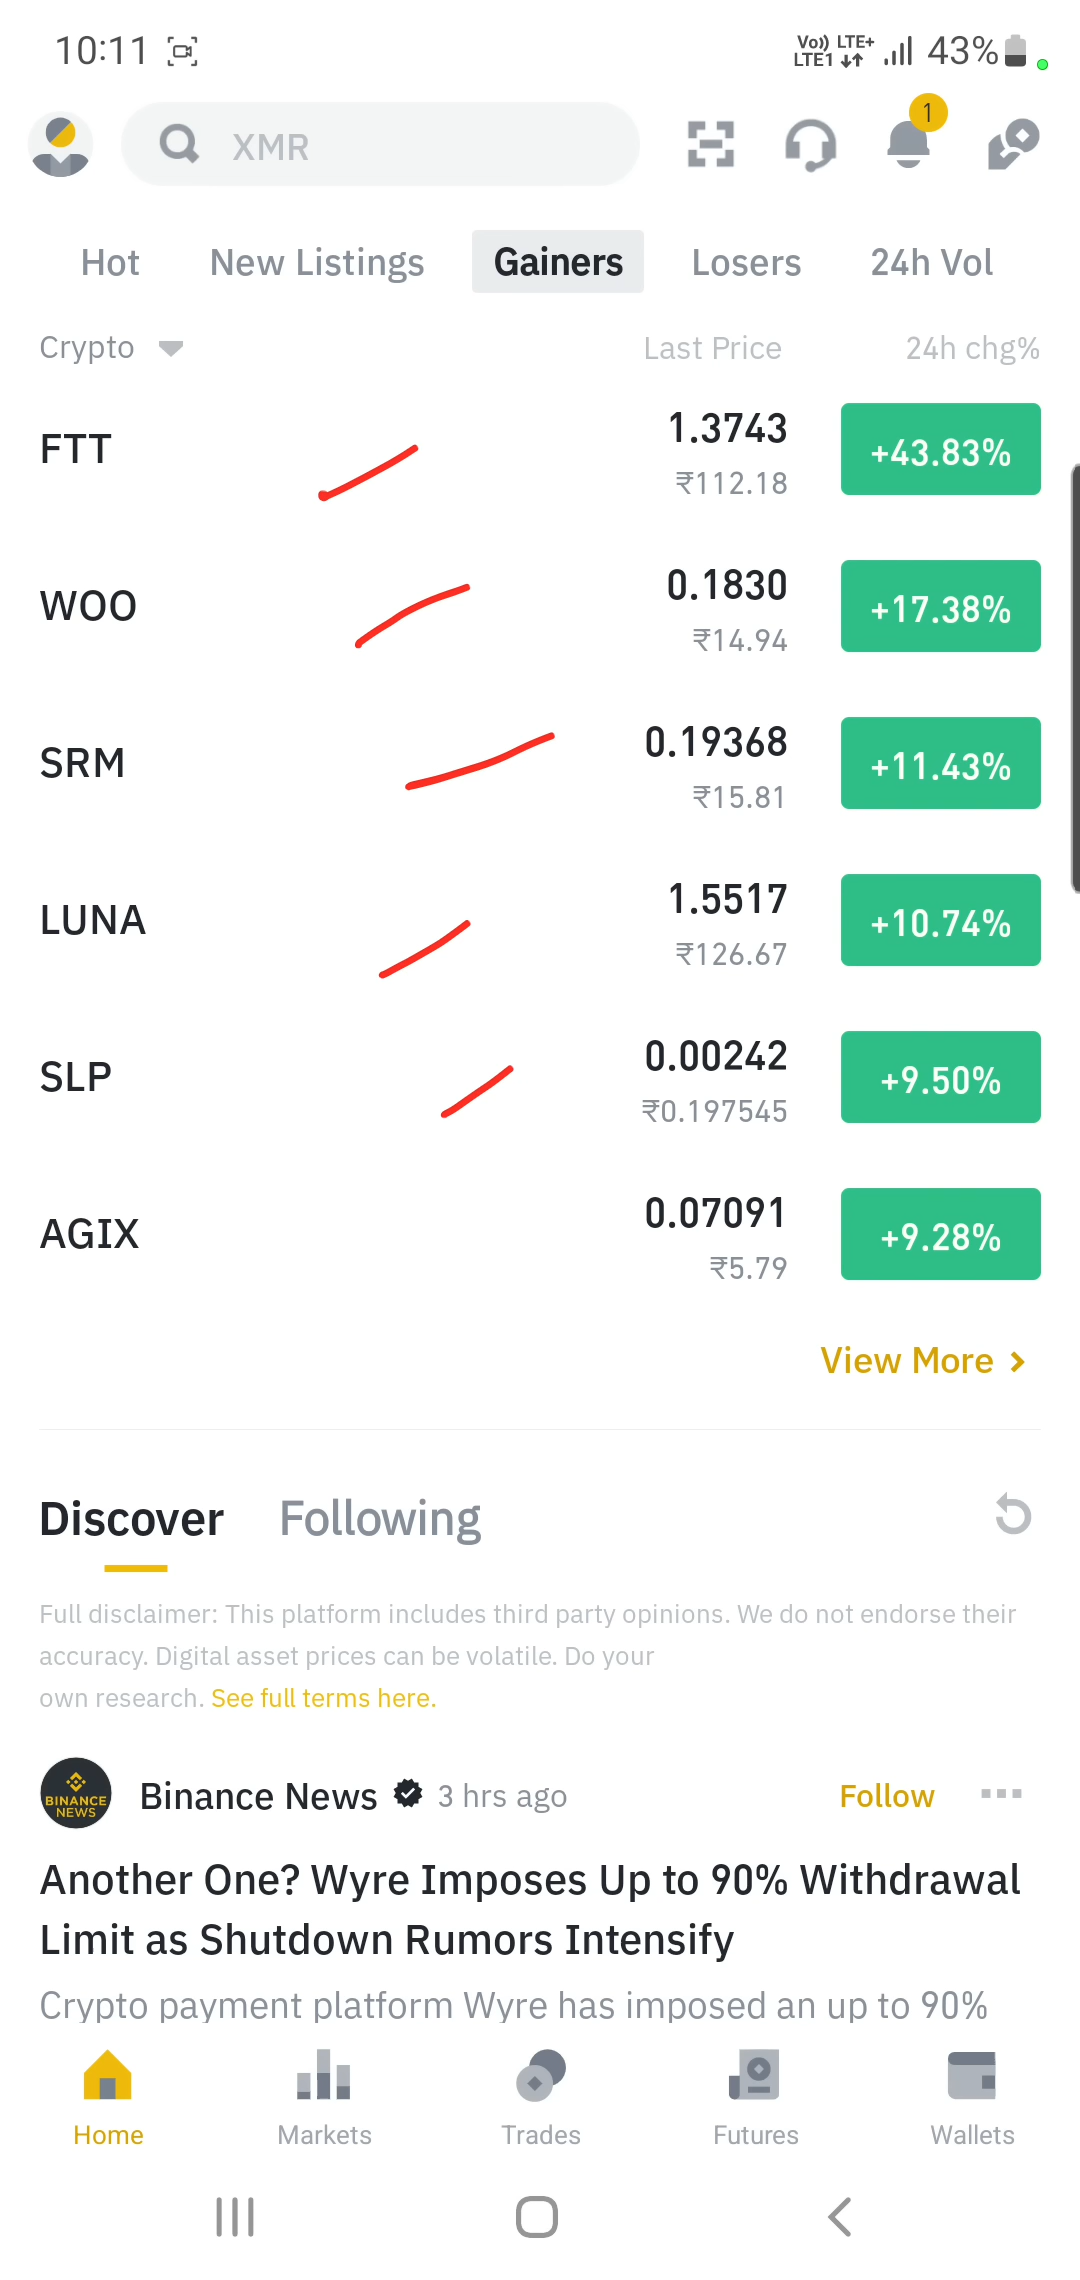 10:11 Vo)) LTE+ LTE1 43%
XMR 1
Hot New Listings Gainers Losers 24h Vol
Crypto Last Price 24h chg%
FTT 1.3743 +43.83%
₹112.18
WOO 0.1830 +17.38%
₹14.94
SRM 0.19368 +11.43%
₹15.81
LUNA 1.5517 +10.74%
₹126.67
SLP 0.00242 +9.50%
₹0.197545
AGIX 0.07091 +9.28%
₹5.79
View More
Discover Following
Full disclaimer: This platform includes third party opinions. We do not endorse their
accuracy. Digital asset prices can be volatile. Do your
own research. See full terms here.
BINANCE NEWS Binance News 3 hrs ago Follow
Another One? Wyre Imposes Up to 90% Withdrawal
Limit as Shutdown Rumors Intensify
Crypto payment platform Wyre has imposed an up to 90%
Home Markets Trades Futures Wallets